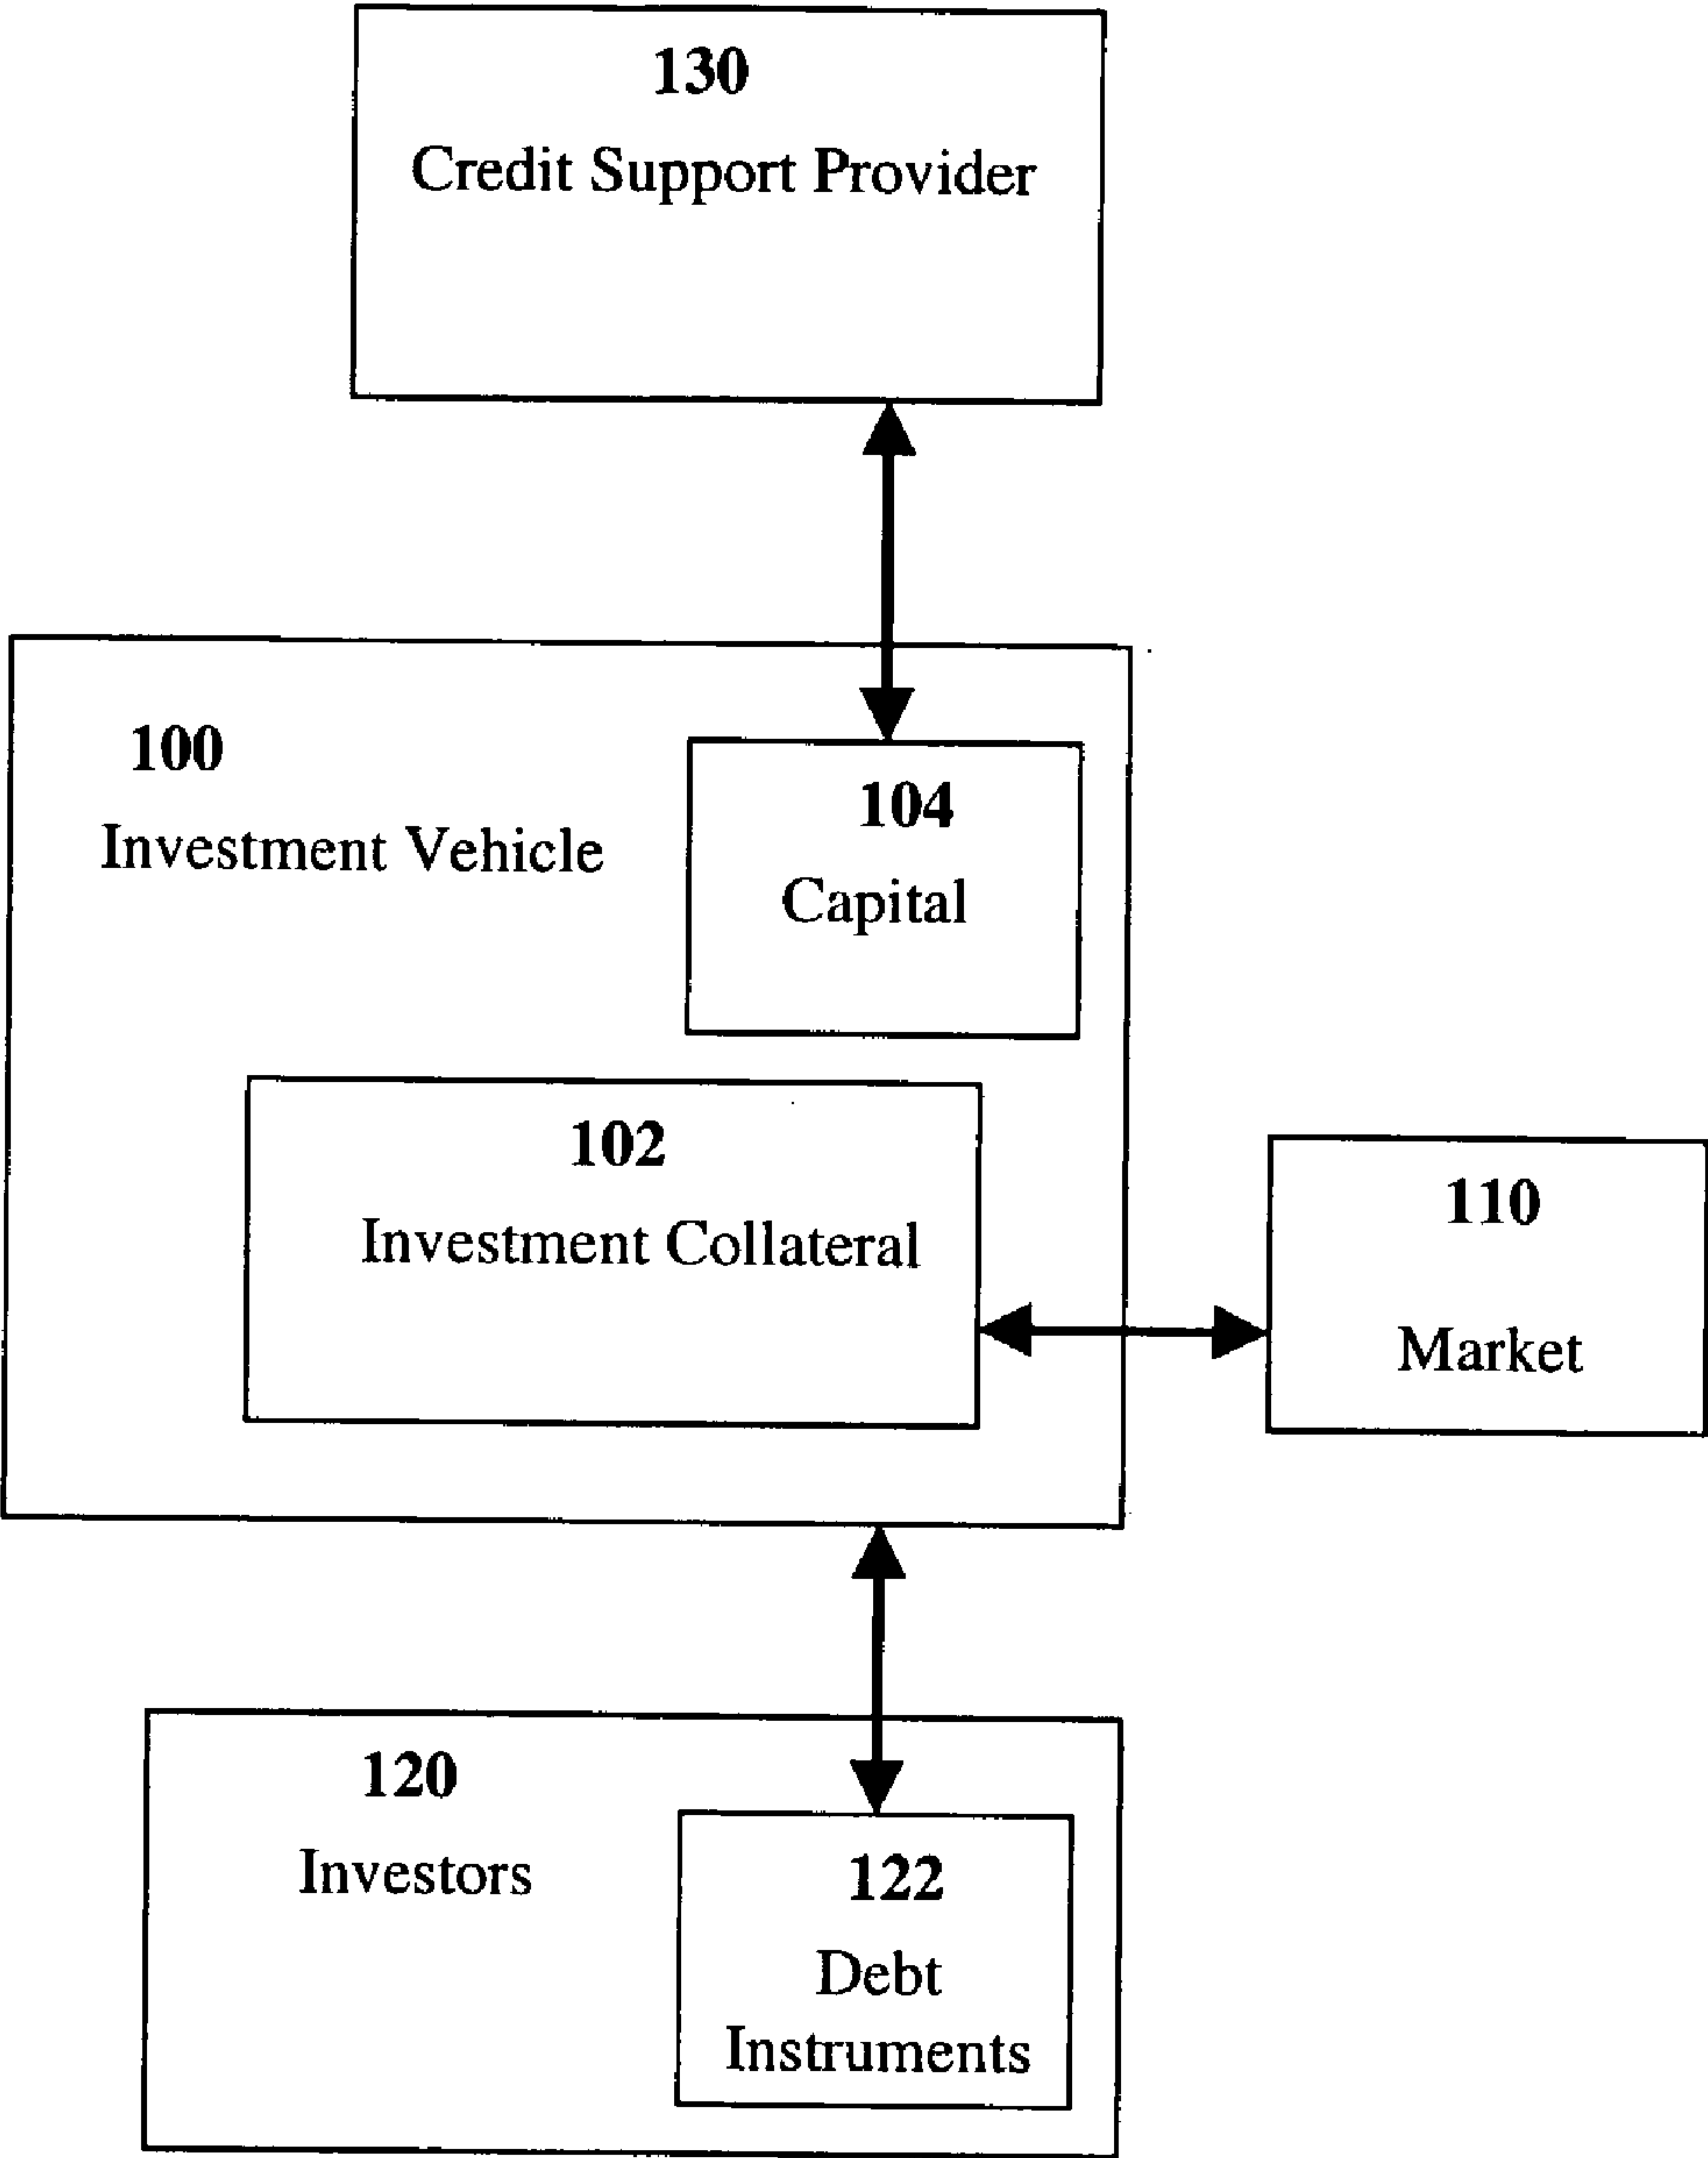 130
Credit Support Provider
100
Investment Vehicle
104
Capital
102
Investment Collateral
110
Market
120
Investors
122
Debt
Instruments